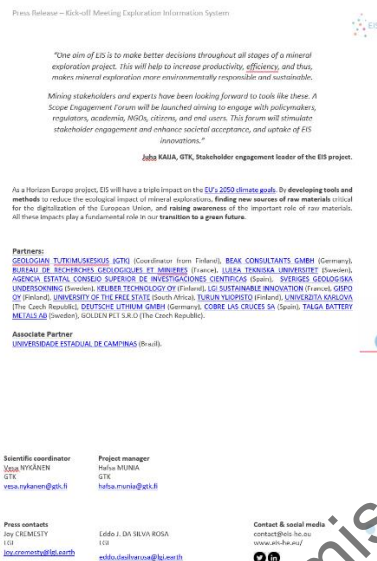 Press Release – Kick-off Meeting Exploration Information System
EIS
"One aim of EIS is to make better decisions throughout all stages of a mineral
exploration project. This will help to increase productivity, efficiency, and thus,
makes mineral exploration more environmentally responsible and sustainable.
Mining stakeholders and experts have been looking forward to tools like these. A
Scope Engagement Forum will be launched aiming to engage with policymakers,
regulators, academia, NGOs, citizens, and end users. This forum will stimulate
stakeholder engagement and enhance societal acceptance, and uptake of EIS
innovations."
Juha KAIJA, GTK, Stakeholder engagement leader of the EIS project.
As a Horizon Europe project, EIS will have a triple impact on the EU's 2050 climate goals. By developing tools and
methods to reduce the ecological impact of mineral explorations, finding new sources of raw materials critical
for the digitalization of the European Union, and raising awareness of the important role of raw materials.
All these impacts play a fundamental role in our transition to a green future.
Partners:
GEOLOGIAN TUTKIMUSKESKUS (GTK) (Coordinator from Finland), BEAK CONSULTANTS GMBH (Germany),
BUREAU DE RECHERCHES GEOLOGIQUES ET MINIERES (France), LULEA TEKNISKA UNIVERSITET (Sweden),
AGENCIA ESTATAL CONSEJO SUPERIOR DE INVESTIGACIONES CIENTIFICAS (Spain), SVERIGES GEOLOGISKA
UNDERSOKNING (Sweden), KELIBER TECHNOLOGY OY (Finland), LGI SUSTAINABLE INNOVATION (France), GISPO
OY (Finland), UNIVERSITY OF THE FREE STATE (South Africa), TURUN YLIOPISTO (Finland), UNIVERZITA KARLOVA
(The Czech Republic), DEUTSCHE LITHIUM GMBH (Germany), COBRE LAS CRUCES SA (Spain), TALGA BATTERY
METALS AB (Sweden), GOLDEN PET S.R.O (The Czech Republic).
Associate Partner
UNIVERSIDADE ESTADUAL DE CAMPINAS (Brazil).
Scientific coordinator
Vesa NYKÄNEN
GTK
vesa.nykanen@gtk.fi
Project manager
Hafsa MUNIA
GTK
hafsa.munia@gtk.fi
Press contacts
Joy CREMESTY
LGI
joy.cremesty@lgi.earth
Eddo J. DA SILVA ROSA
LGI
eddo.dasilvarosa@lgi.earth
Contact & social media
contact@eis-he.eu
www.eis-he.eu/